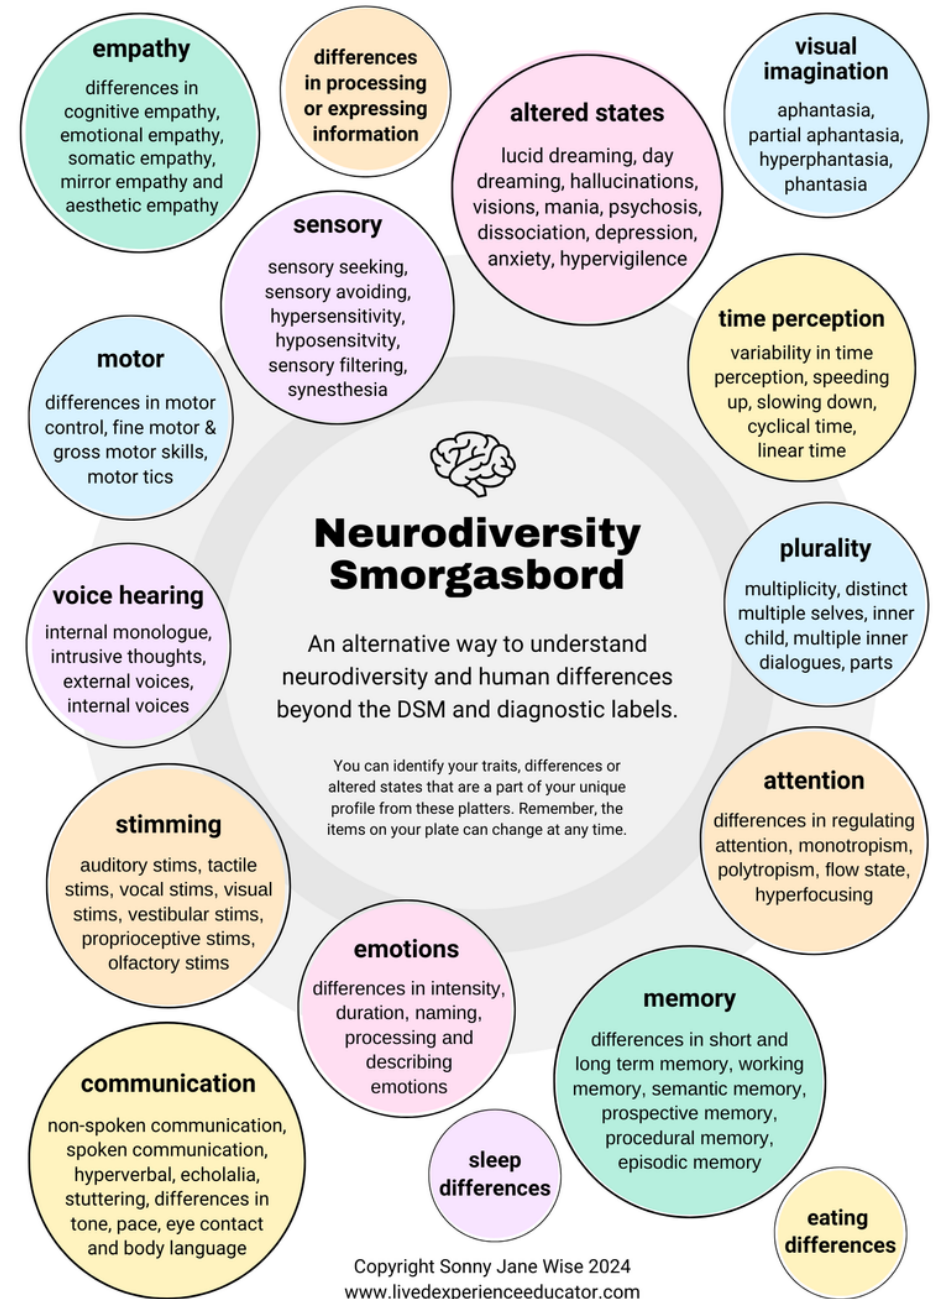 empathy
differences in
cognitive empathy,
emotional empathy,
somatic empathy,
mirror empathy and
aesthetic empathy
differences
in processing
or expressing
information
altered states
lucid dreaming, day
dreaming, hallucinations,
visions, mania, psychosis,
dissociation, depression,
anxiety, hypervigilence
visual
imagination
aphantasia,
partial aphantasia,
hyperphantasia,
phantasia
sensory
sensory seeking,
sensory avoiding,
hypersensitivity,
hyposensitvity,
sensory filtering,
synesthesia
time perception
variability in time
perception, speeding
up, slowing down,
cyclical time,
linear time
motor
differences in motor
control, fine motor &
gross motor skills,
motor tics
Neurodiversity
Smorgasbord
An alternative way to understand
neurodiversity and human differences
beyond the DSM and diagnostic labels.
You can identify your traits, differences or
altered states that are a part of your unique
profile from these platters. Remember, the
items on your plate can change at any time.
plurality
multiplicity, distinct
multiple selves, inner
child, multiple inner
dialogues, parts
voice hearing
internal monologue,
intrusive thoughts,
external voices,
internal voices
attention
differences in regulating
attention, monotropism,
polytropism, flow state,
hyperfocusing
stimming
auditory stims, tactile
stims, vocal stims, visual
stims, vestibular stims,
proprioceptive stims,
olfactory stims
emotions
differences in intensity,
duration, naming,
processing and
describing
emotions
memory
differences in short and
long term memory, working
memory, semantic memory,
prospective memory,
procedural memory,
episodic memory
communication
non-spoken communication,
spoken communication,
hyperverbal, echolalia,
stuttering, differences in
tone, pace, eye contact
and body language
sleep
differences
eating
differences
Copyright Sonny Jane Wise 2024
www.livedexperienceeducator.com